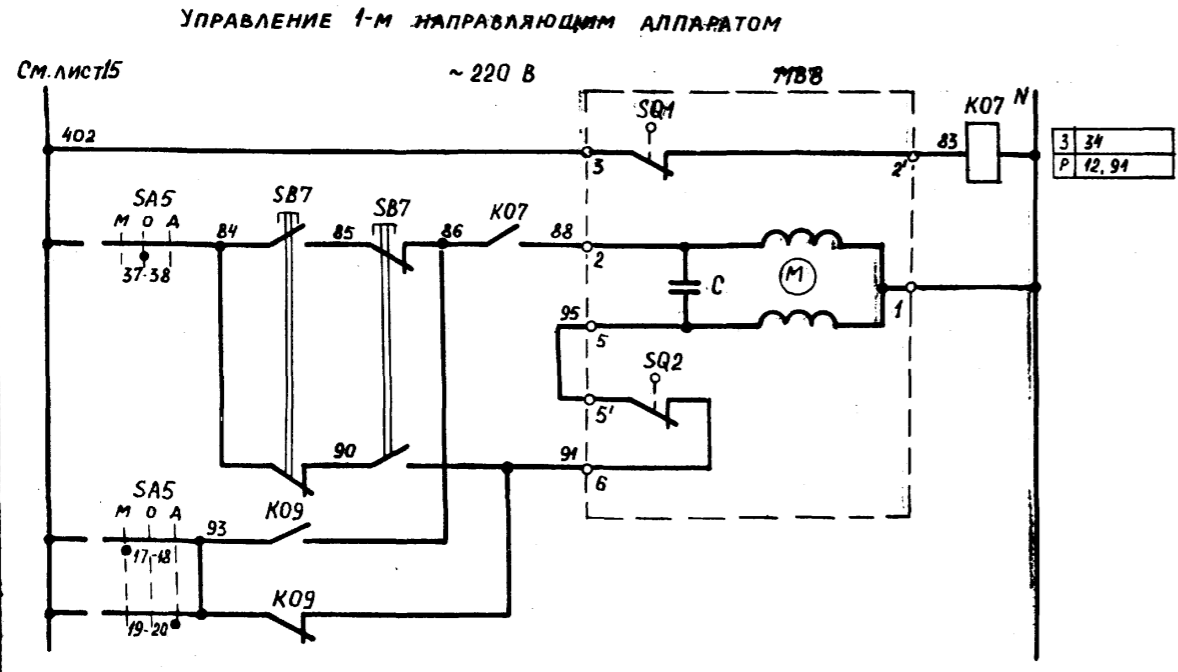 УПРАВЛЕНИЕ 1-М НАПРАВЛЯЮЩИМ АППАРАТОМ
См. лист 15
~ 220 В
МВ8
N
К07
SQ1
402
3
2'
83
З 34
Р 12, 91
SA5
М О А
37-38
84
SB7
85
SB7
86
К07
88
2
С
М
1
95
5
SQ2
5'
90
91
6
SA5
М О А
17-18
93
К09
19-20
К09